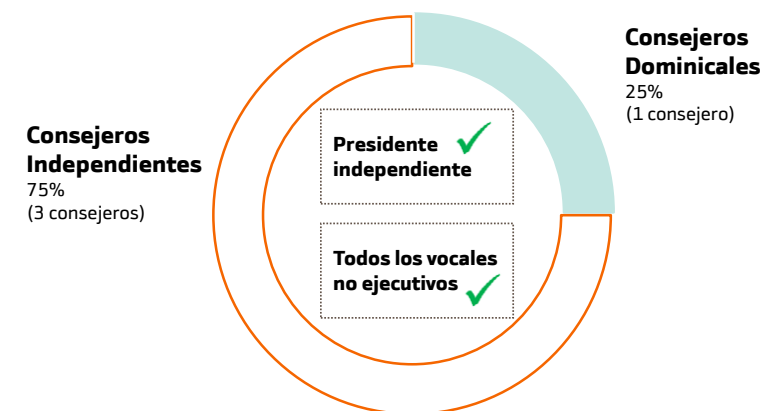 Consejeros
Dominicales
25%
(1 consejero)
Consejeros
Independientes
75%
(3 consejeros)
Presidente
independiente
Todos los vocales
no ejecutivos